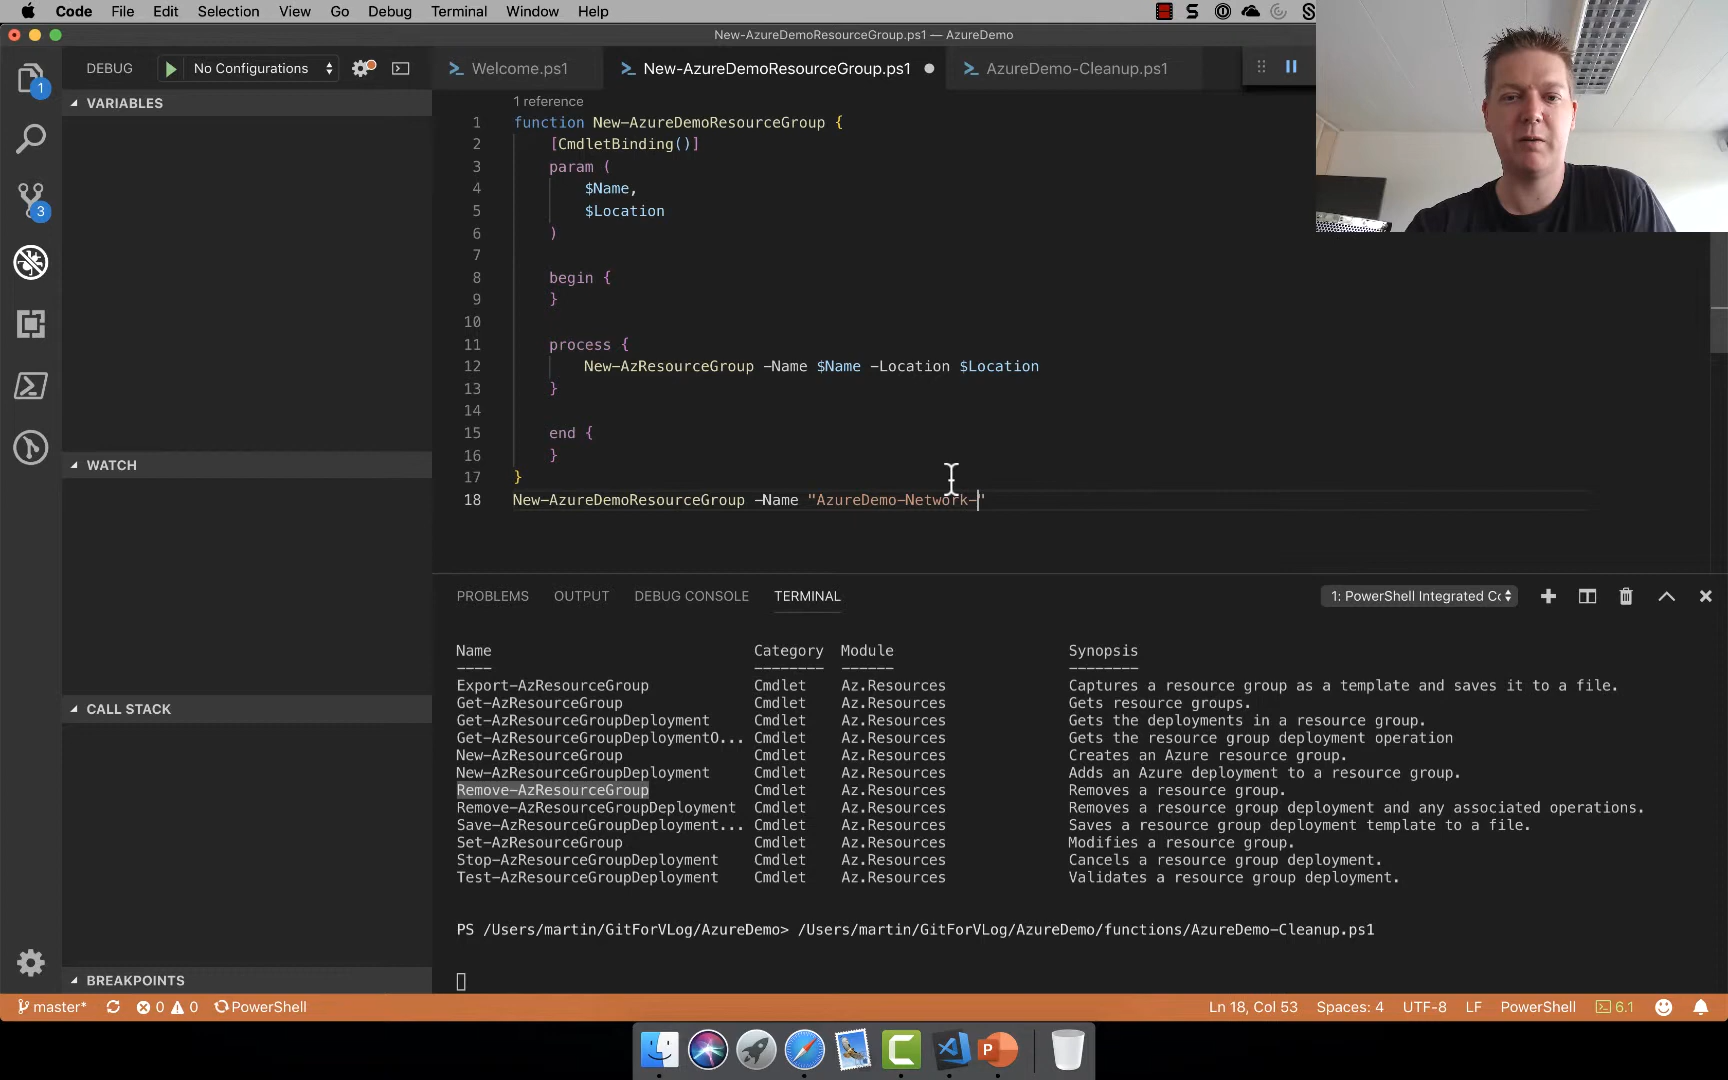 Code File Edit Selection View Go Debug Terminal Window Help
New-AzureDemoResourceGroup.ps1 — AzureDemo
DEBUG No Configurations
Welcome.ps1 New-AzureDemoResourceGroup.ps1 AzureDemo-Cleanup.ps1
VARIABLES
1 reference
1 function New-AzureDemoResourceGroup {
2 [CmdletBinding()]
3 param (
4 $Name,
5 $Location
6 )
7
8 begin {
9 }
10
11 process {
12 New-AzResourceGroup -Name $Name -Location $Location
13 }
14
15 end {
16 }
17 }
18 New-AzureDemoResourceGroup -Name "AzureDemo-Network-"
1
3
WATCH
CALL STACK
BREAKPOINTS
PROBLEMS OUTPUT DEBUG CONSOLE TERMINAL 1: PowerShell Integrated Cc
Name Category Module Synopsis
---- -------- ------ --------
Export-AzResourceGroup Cmdlet Az.Resources Captures a resource group as a template and saves it to a file.
Get-AzResourceGroup Cmdlet Az.Resources Gets resource groups.
Get-AzResourceGroupDeployment Cmdlet Az.Resources Gets the deployments in a resource group.
Get-AzResourceGroupDeploymentO... Cmdlet Az.Resources Gets the resource group deployment operation
New-AzResourceGroup Cmdlet Az.Resources Creates an Azure resource group.
New-AzResourceGroupDeployment Cmdlet Az.Resources Adds an Azure deployment to a resource group.
Remove-AzResourceGroup Cmdlet Az.Resources Removes a resource group.
Remove-AzResourceGroupDeployment Cmdlet Az.Resources Removes a resource group deployment and any associated operations.
Save-AzResourceGroupDeployment... Cmdlet Az.Resources Saves a resource group deployment template to a file.
Set-AzResourceGroup Cmdlet Az.Resources Modifies a resource group.
Stop-AzResourceGroupDeployment Cmdlet Az.Resources Cancels a resource group deployment.
Test-AzResourceGroupDeployment Cmdlet Az.Resources Validates a resource group deployment.
PS /Users/martin/GitForVLog/AzureDemo> /Users/martin/GitForVLog/AzureDemo/functions/AzureDemo-Cleanup.ps1
master* 0 0 PowerShell Ln 18, Col 53 Spaces: 4 UTF-8 LF PowerShell 6.1